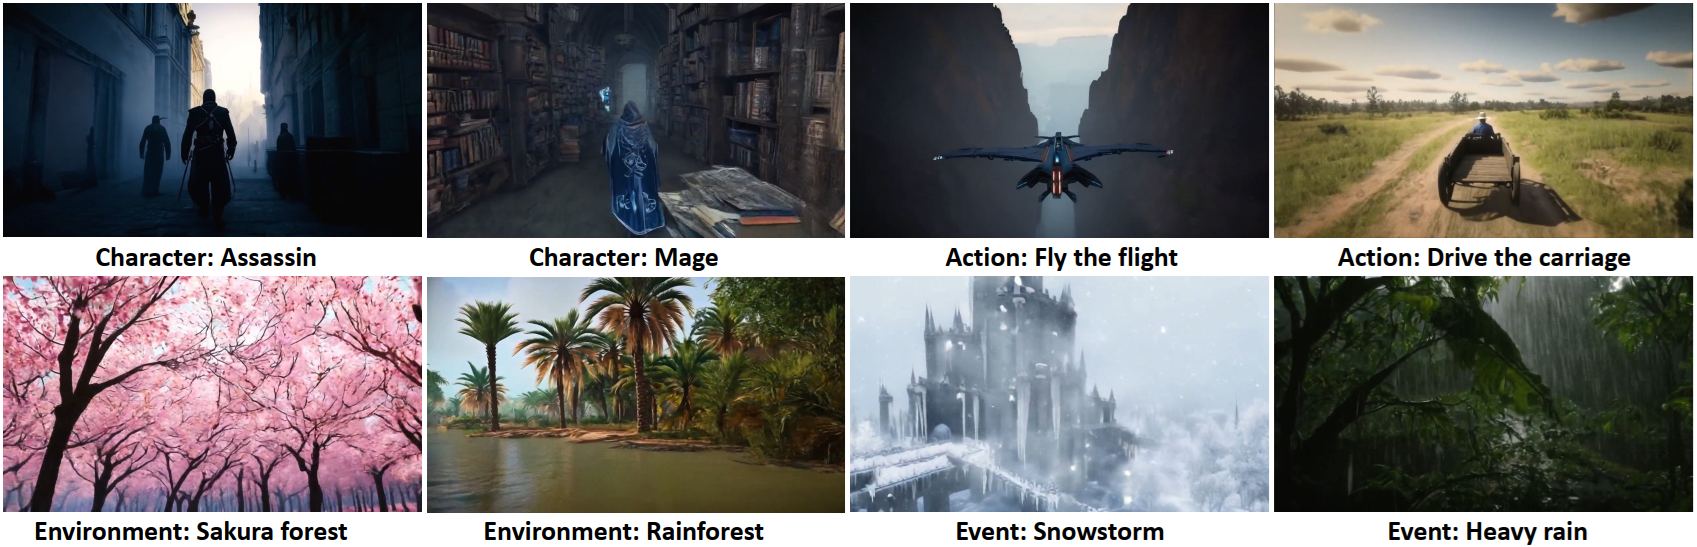 Character: Assassin
Character: Mage
Action: Fly the flight
Action: Drive the carriage
Environment: Sakura forest
Environment: Rainforest
Event: Snowstorm
Event: Heavy rain